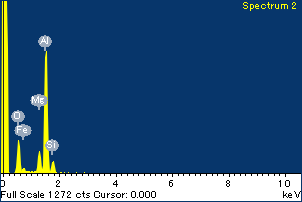 Spectrum 2
Al
Mg
O
Fe
Si
0 2 4 6 8 10
Full Scale 1272 cts Cursor: 0.000 keV